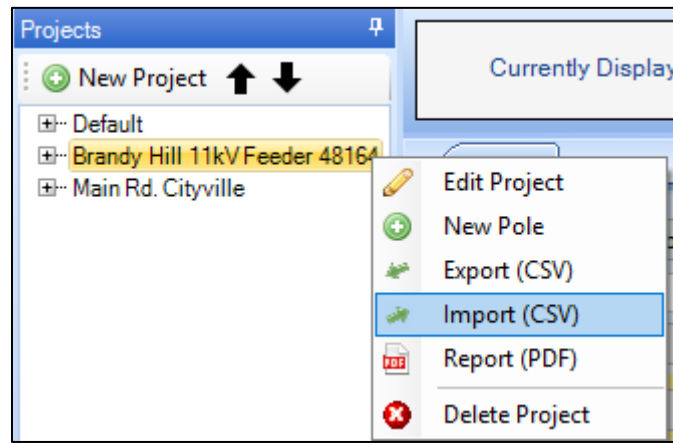 Projects
New Project
Default
Brandy Hill 11kV Feeder 48164
Main Rd. Cityville
Currently Display
Edit Project
New Pole
Export (CSV)
Import (CSV)
PDF
Report (PDF)
Delete Project